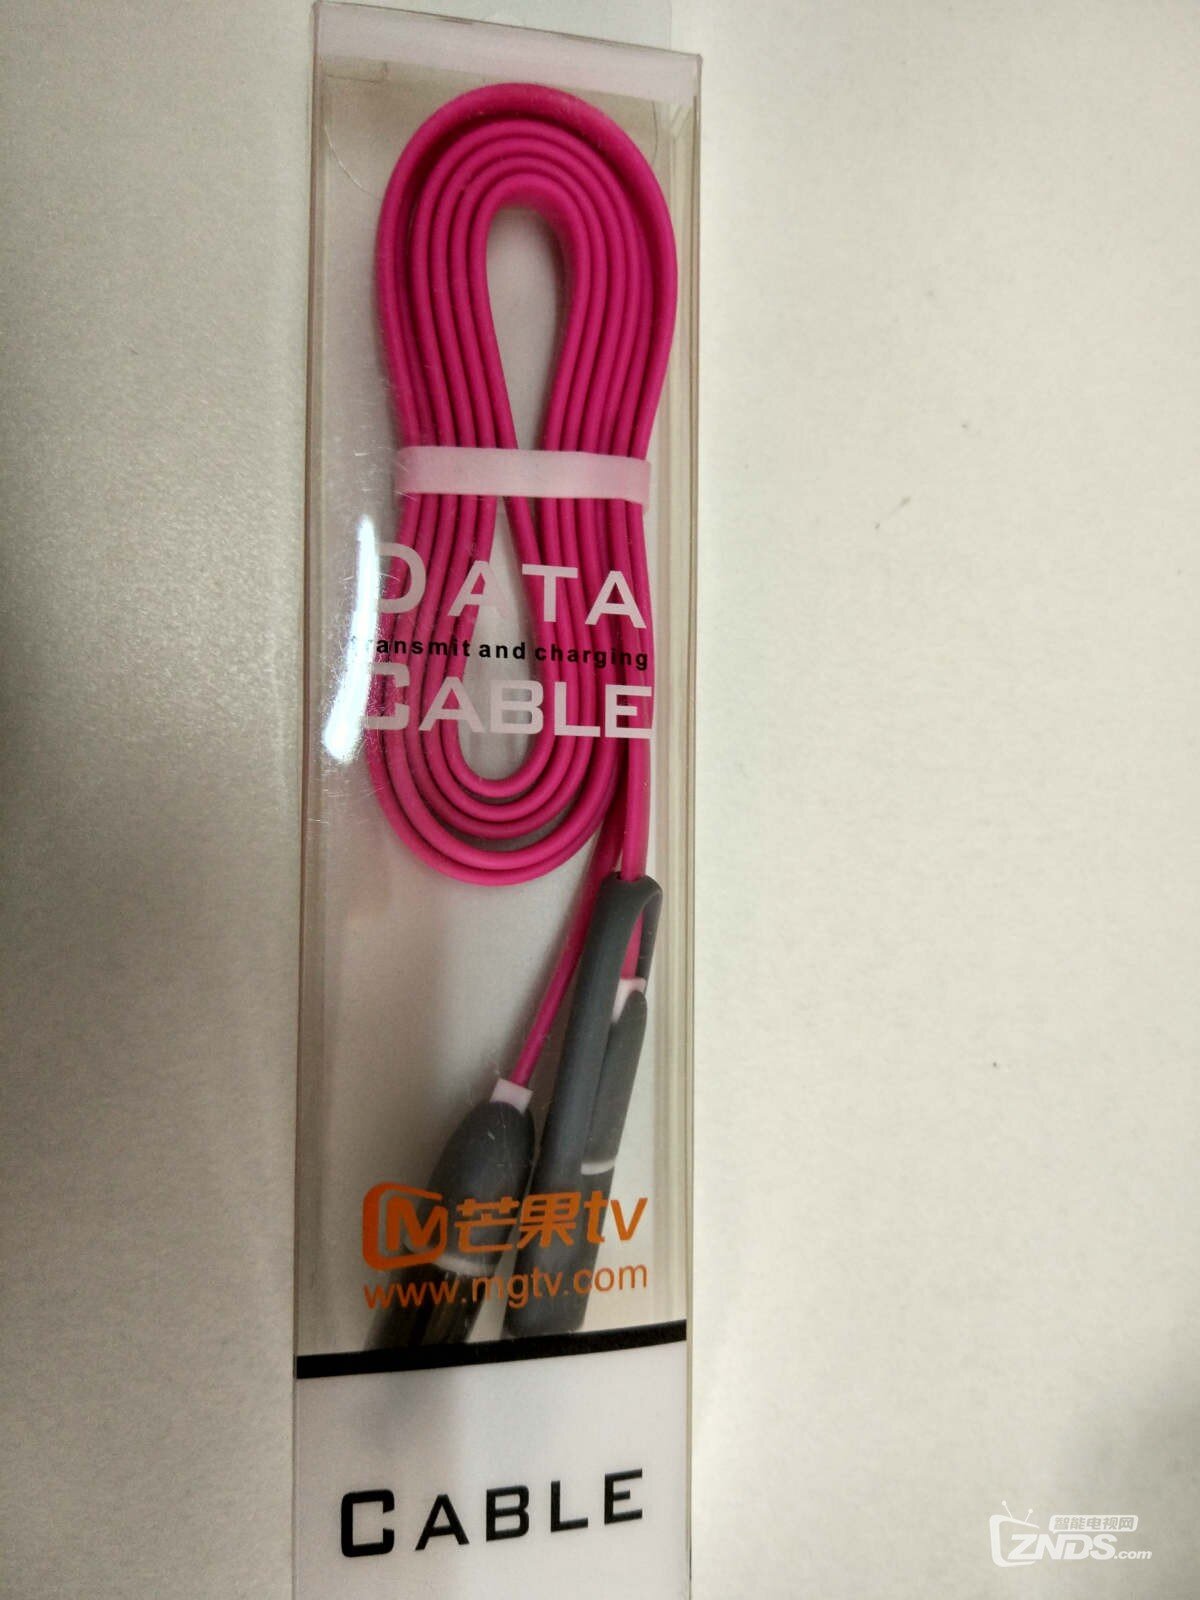 DATA
transmit and charging
CABLE
芒果tv
www.mgtv.com
CABLE
智能电视网
ZNDS.com